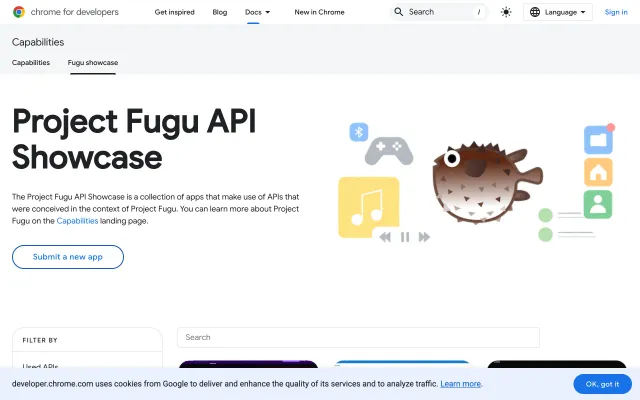 chrome for developers
Get inspired
Blog
Docs
New in Chrome
Search
/
Language
Sign in
Capabilities
Capabilities
Fugu showcase
Project Fugu API
Showcase
The Project Fugu API Showcase is a collection of apps that make use of APIs that
were conceived in the context of Project Fugu. You can learn more about Project
Fugu on the Capabilities landing page.
Submit a new app
FILTER BY
Search
Used APIs
developer.chrome.com uses cookies from Google to deliver and enhance the quality of its services and to analyze traffic. Learn more.
OK, got it